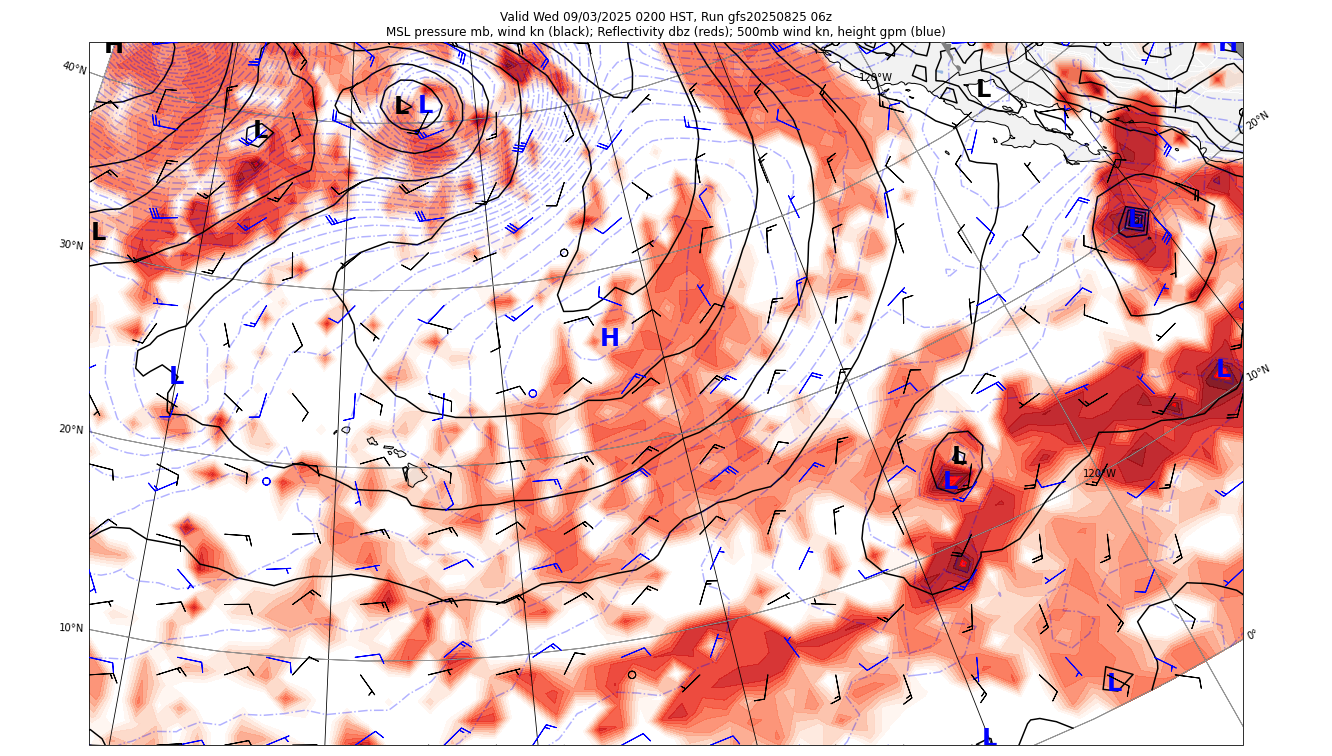 Valid Wed 09/03/2025 0200 HST, Run gfs20250825 06z
MSL pressure mb, wind kn (black); Reflectivity dbz (reds); 500mb wind kn, height gpm (blue)
H
H
40°N
120°W
L
L L
L
20°N
L
L
30°N
H
L
L
10°N
20°N
L
120°W
L
10°N
0°
L
L